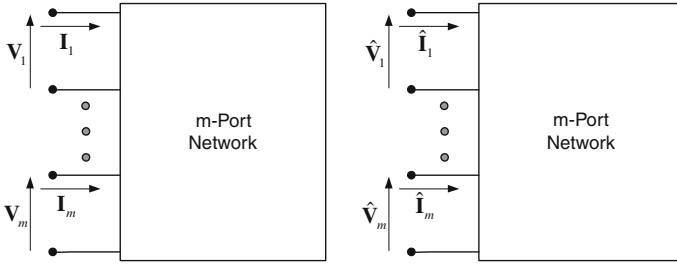 I₁
V₁
m-Port
Network
Vₘ
Iₘ
Î₁
V̂₁
m-Port
Network
V̂ₘ
Îₘ